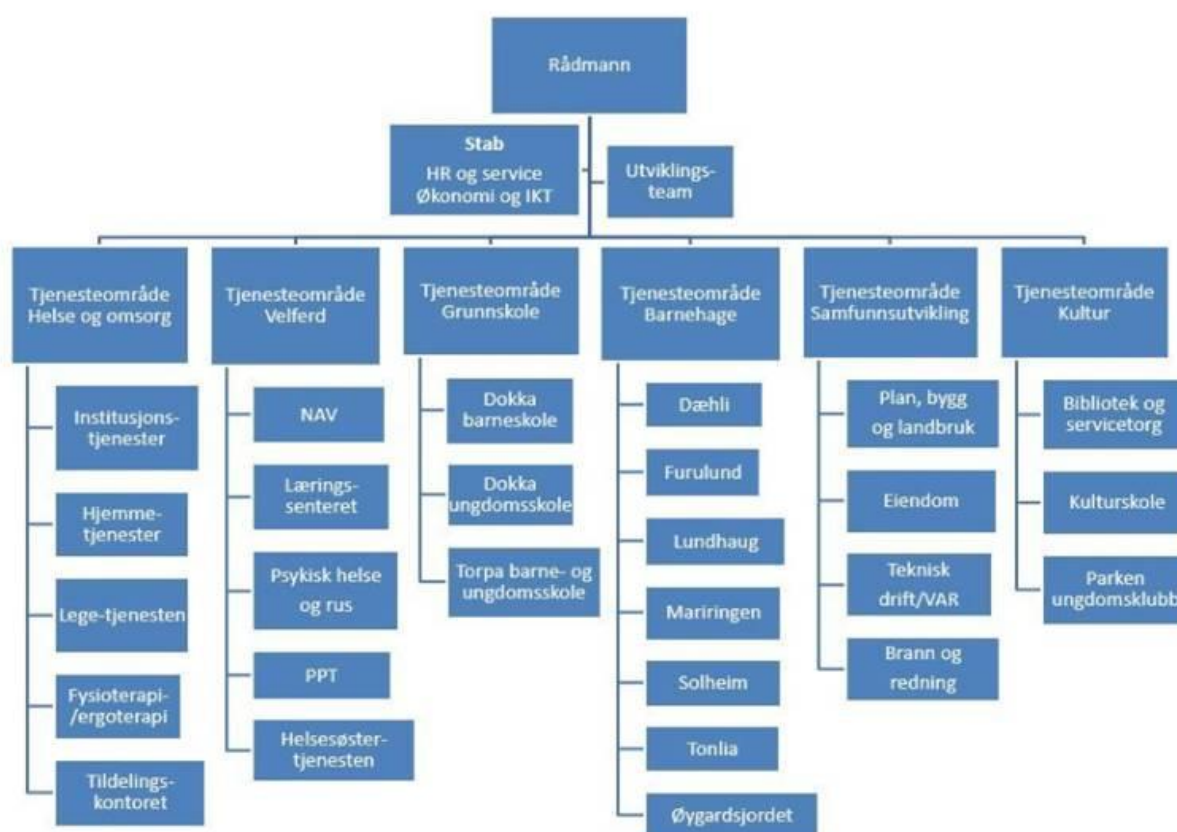 Rådmann
Stab
HR og service
Økonomi og IKT
Utviklings-
team
Tjenesteområde
Helse og omsorg
Tjenesteområde
Velferd
Tjenesteområde
Grunnskole
Tjenesteområde
Barnehage
Tjenesteområde
Samfunnsutvikling
Tjenesteområde
Kultur
Institusjons-
tjenester
Hjemme-
tjenester
Lege-tjenesten
Fysioterapi-
/ergoterapi
Tildelings-
kontoret
NAV
Lærings-
senteret
Psykisk helse
og rus
PPT
Helsesøster-
tjenesten
Dokka
barneskole
Dokka
ungdomsskole
Torpa barne- og
ungdomsskole
Dæhli
Furulund
Lundhaug
Mariringen
Solheim
Tonlia
Øygardsjordet
Plan, bygg
og landbruk
Eiendom
Teknisk
drift/VAR
Brann og
redning
Bibliotek og
servicetorg
Kulturskole
Parken
ungdomsklubb